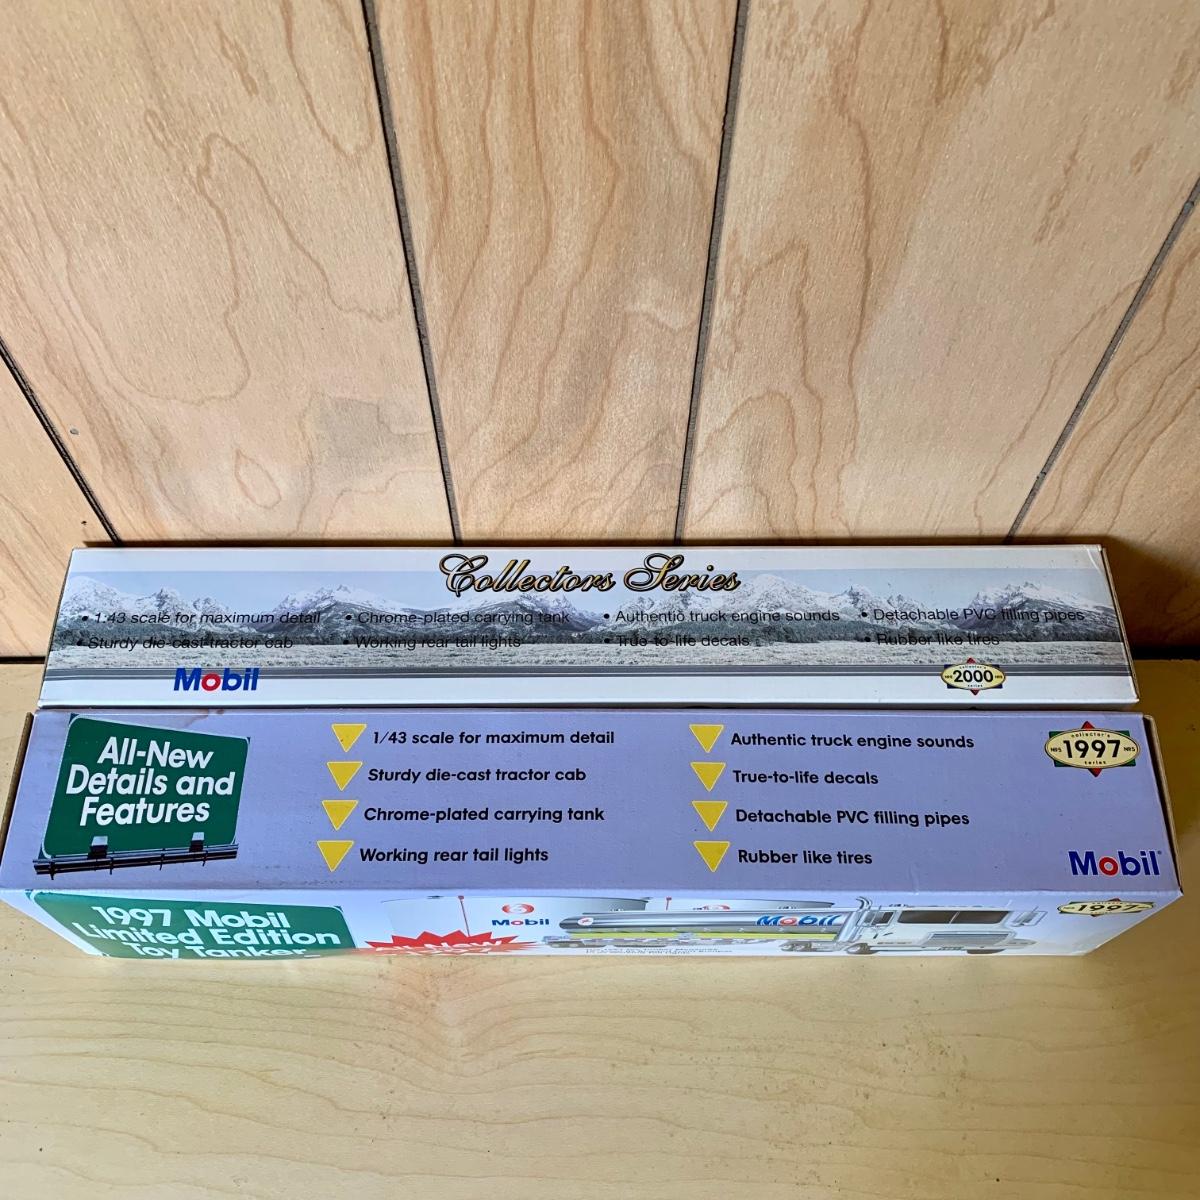 Collectors Series
• 1:43 scale for maximum detail
• Chrome-plated carrying tank
• Authentic truck engine sounds
• Detachable PVC filling pipes
• Sturdy die-cast tractor cab
• Working rear tail lights
• True-to-life decals
• Rubber like tires
Mobil
collector's
2000
series
All-New
Details and
Features
1/43 scale for maximum detail
Sturdy die-cast tractor cab
Chrome-plated carrying tank
Working rear tail lights
Authentic truck engine sounds
True-to-life decals
Detachable PVC filling pipes
Rubber like tires
collector's
1997
series
Mobil
1997 Mobil
Limited Edition
Toy Tanker
Mobil
Mobil
1997